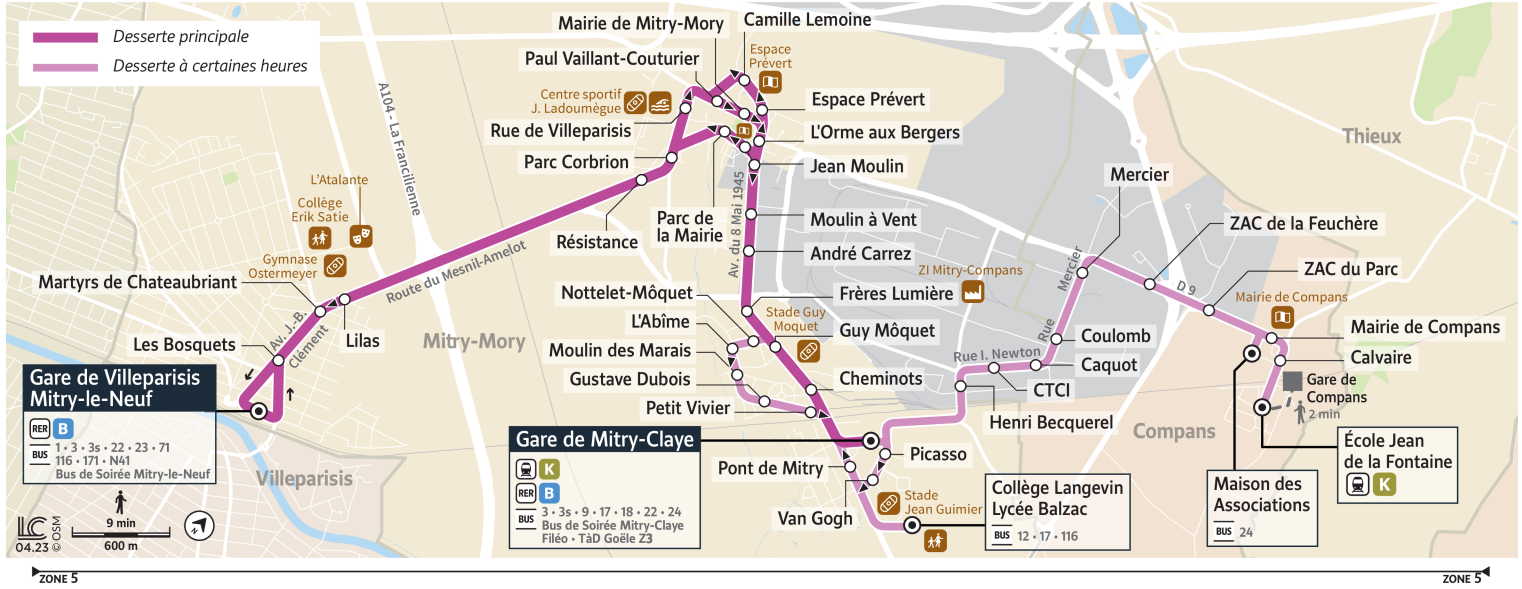 Desserte principale
Desserte à certaines heures
Mairie de Mitry-Mory
Camille Lemoine
Paul Vaillant-Couturier
Espace
Prévert
Centre sportif
J. Ladoumègue
Espace Prévert
Rue de Villeparisis
L'Orme aux Bergers
Parc Corbrion
Jean Moulin
A104 - La Francilienne
Thieux
L'Atalante
Collège
Erik Satie
Gymnase
Ostermeyer
Mercier
Résistance
Parc de
la Mairie
Av. du 8 Mai 1945
Moulin à Vent
André Carrez
ZAC de la Feuchère
Route du Mesnil-Amelot
Martyrs de Chateaubriant
ZI Mitry-Compans
ZAC du Parc
Nottelet-Môquet
Frères Lumière
Rue Mercier
D 9
Mairie de Compans
L'Abîme
Stade Guy
Moquet
Guy Môquet
Mairie de Compans
Av. J.-B.
Clément
Lilas
Mitry-Mory
Les Bosquets
Moulin des Marais
Coulomb
Calvaire
Rue I. Newton
Caquot
Gustave Dubois
Cheminots
CTCI
Gare de
Compans
2 min
Petit Vivier
Henri Becquerel
Compans
Gare de Villeparisis
Mitry-le-Neuf
RER B
BUS 1 • 3 • 3s • 22 • 23 • 71
116 • 171 • N41
Bus de Soirée Mitry-le-Neuf
Villeparisis
Gare de Mitry-Claye
K
RER B
BUS 3 • 3s • 9 • 17 • 18 • 22 • 24
Bus de Soirée Mitry-Claye
Filéo • TàD Goële Z3
Pont de Mitry
Picasso
Van Gogh
Stade
Jean Guimier
Collège Langevin
Lycée Balzac
BUS 12 • 17 • 116
Maison des
Associations
BUS 24
École Jean
de la Fontaine
K
9 min
600 m
LC
04.23
© OSM
ZONE 5
ZONE 5